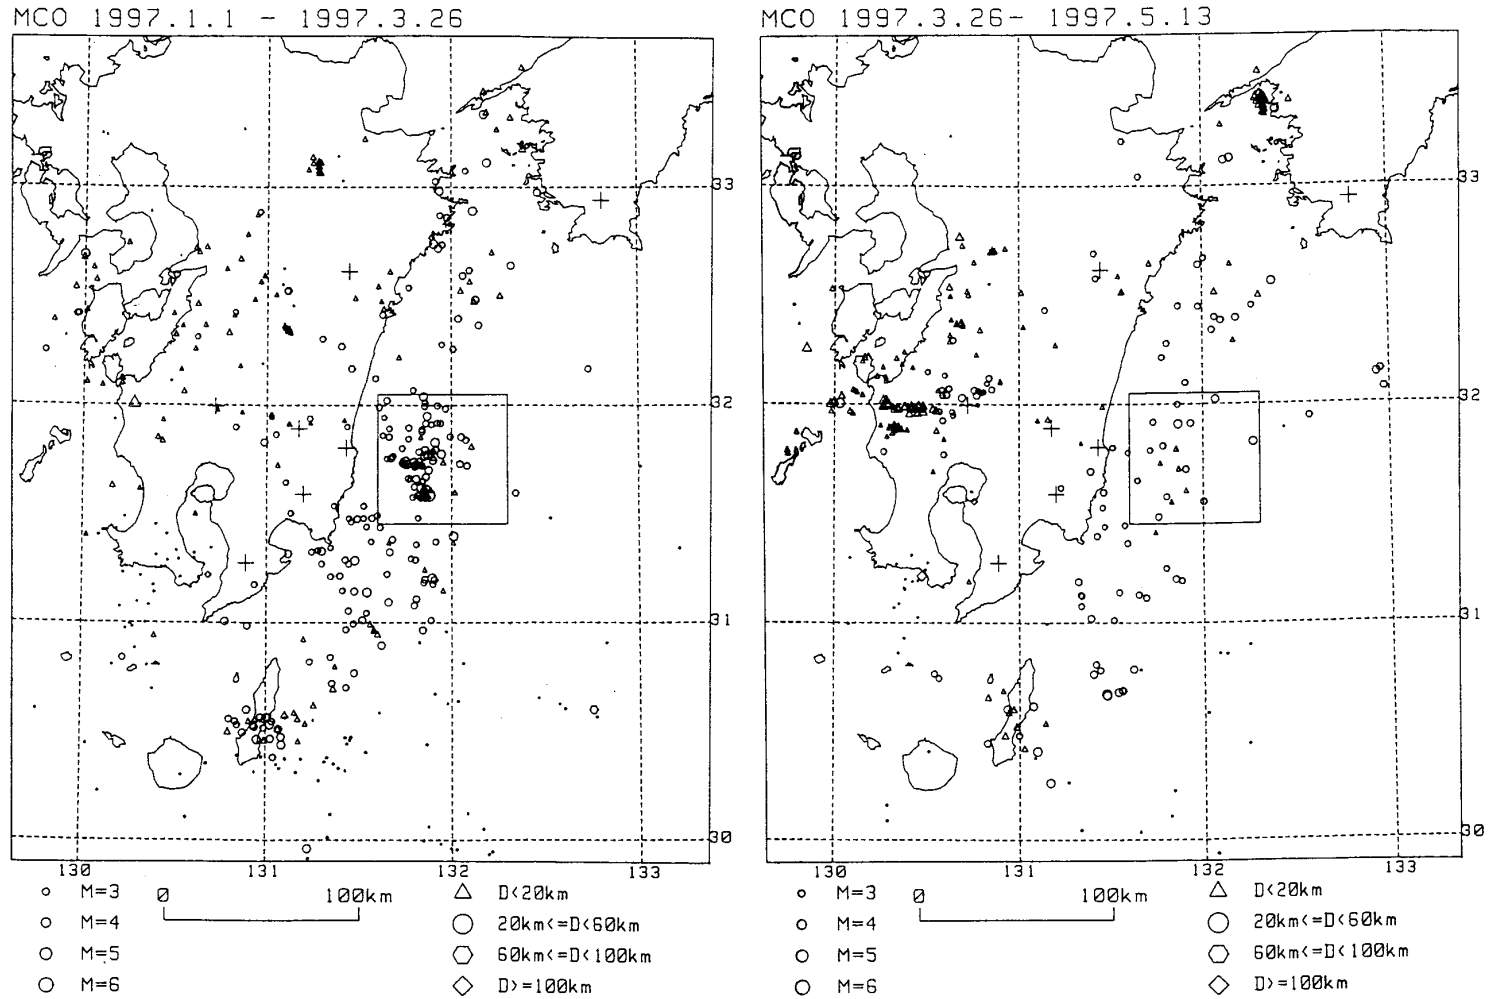 MCO 1997.1.1 - 1997.3.26
33
32
31
30
130 131 132 133
M=3
M=4
M=5
M=6
0 100km
D<20km
20km<=D<60km
60km<=D<100km
D>=100km
MCO 1997.3.26- 1997.5.13
33
32
31
30
130 131 132 133
M=3
M=4
M=5
M=6
0 100km
D<20km
20km<=D<60km
60km<=D<100km
D>=100km